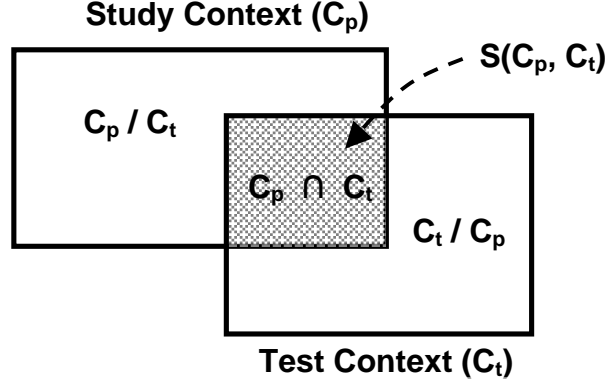 Study Context (Cₚ)
S(Cₚ, Cₜ)
Cₚ / Cₜ
Cₚ ∩ Cₜ
Cₜ / Cₚ
Test Context (Cₜ)